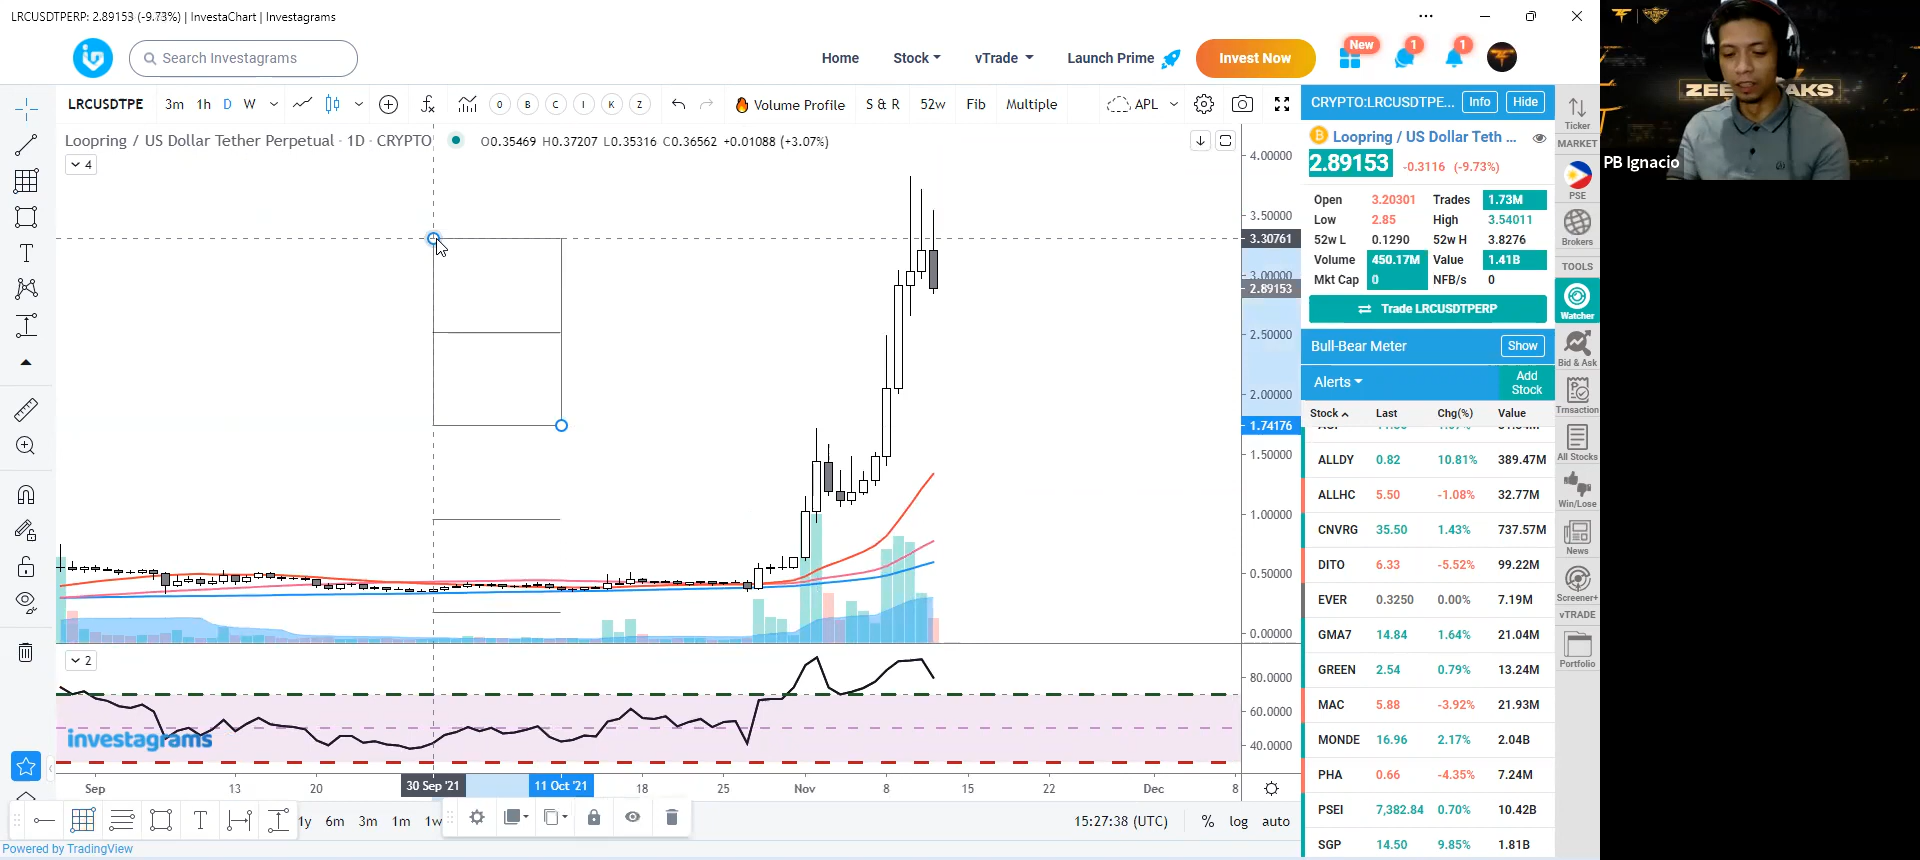 LRCUSDTPERP: 2.89153 (-9.73%) | InvestaChart | Investagrams
Search Investagrams
Home Stock vTrade Launch Prime Invest Now New 1 1
LRCUSDTPE 3m 1h D W O B C I K Z Volume Profile S & R 52w Fib Multiple APL
Loopring / US Dollar Tether Perpetual · 1D · CRYPTO O0.35469 H0.37207 L0.35316 C0.36562 +0.01088 (+3.07%)
4
4.00000
3.50000
3.30761
3.00000
2.89153
2.50000
2.00000
1.74176
1.50000
1.00000
0.50000
0.00000
2
80.0000
60.0000
40.0000
investagrams
Sep 13 20 30 Sep '21 11 Oct '21 18 25 Nov 8 15 22 Dec 8
1y 6m 3m 1m 1w 15:27:38 (UTC) % log auto
Powered by TradingView
CRYPTO:LRCUSDTPE... Info Hide
Loopring / US Dollar Teth ...
2.89153 -0.3116 (-9.73%)
Open 3.20301 Trades 1.73M
Low 2.85 High 3.54011
52w L 0.1290 52w H 3.8276
Volume 450.17M Value 1.41B
Mkt Cap 0 NFB/s 0
Trade LRCUSDTPERP
Bull-Bear Meter Show
Alerts Add Stock
Stock Last Chg(%) Value
ALLDY 0.82 10.81% 389.47M
ALLHC 5.50 -1.08% 32.77M
CNVRG 35.50 1.43% 737.57M
DITO 6.33 -5.52% 99.22M
EVER 0.3250 0.00% 7.19M
GMA7 14.84 1.64% 21.04M
GREEN 2.54 0.79% 13.24M
MAC 5.88 -3.92% 21.93M
MONDE 16.96 2.17% 2.04B
PHA 0.66 -4.35% 7.24M
PSEI 7,382.84 0.70% 10.42B
SGP 14.50 9.85% 1.81B
Ticker
MARKET
PSE
Brokers
TOOLS
Watcher
Bid & Ask
Trnsaction
All Stocks
Win/Lose
News
Screener+
vTRADE
Portfolio
PB Ignacio